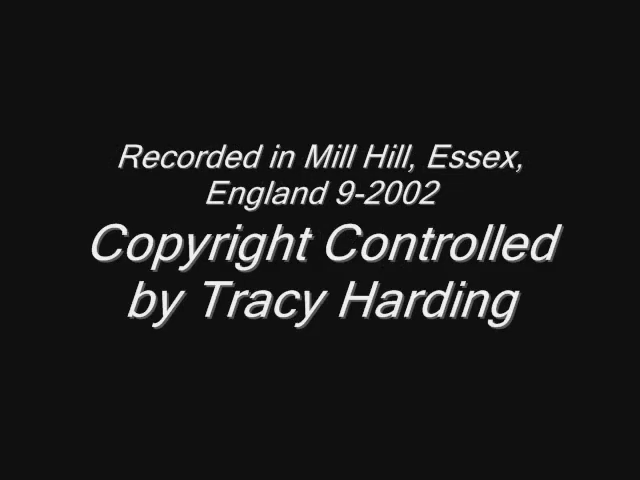 Recorded in Mill Hill, Essex,
England 9-2002
Copyright Controlled
by Tracy Harding